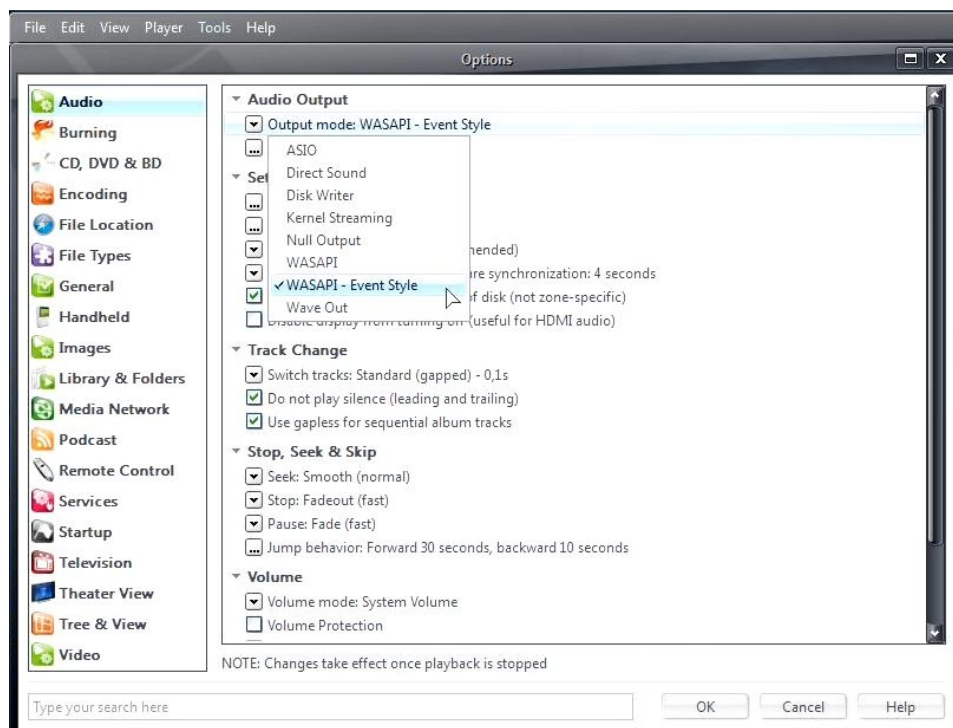 File Edit View Player Tools Help
Options
Audio
Burning
CD, DVD & BD
Encoding
File Location
File Types
General
Handheld
Images
Library & Folders
Media Network
Podcast
Remote Control
Services
Startup
Television
Theater View
Tree & View
Video
Audio Output
Output mode: WASAPI - Event Style
ASIO
Direct Sound
Disk Writer
Kernel Streaming
Null Output
WASAPI
WASAPI - Event Style
Wave Out
synchronization: 4 seconds
of disk (not zone-specific)
Disable display from turning off (useful for HDMI audio)
Track Change
Switch tracks: Standard (gapped) - 0,1s
Do not play silence (leading and trailing)
Use gapless for sequential album tracks
Stop, Seek & Skip
Seek: Smooth (normal)
Stop: Fadeout (fast)
Pause: Fade (fast)
Jump behavior: Forward 30 seconds, backward 10 seconds
Volume
Volume mode: System Volume
Volume Protection
NOTE: Changes take effect once playback is stopped
Type your search here
OK Cancel Help